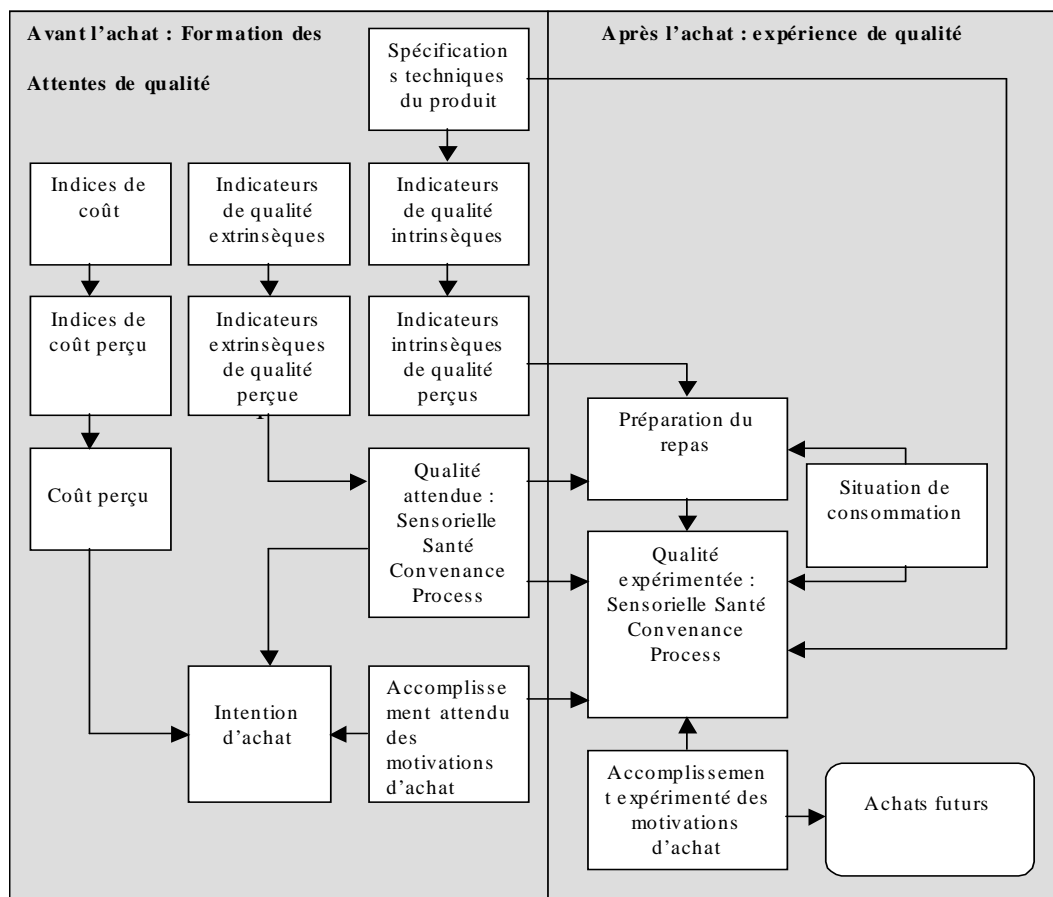 Avant l'achat : Formation des
Attentes de qualité
Après l'achat : expérience de qualité
Spécification
s techniques
du produit
Indices de
coût
Indicateurs
de qualité
extrinsèques
Indicateurs
de qualité
intrinsèques
Indices de
coût perçu
Indicateurs
extrinsèques
de qualité
perçue
Indicateurs
intrinsèques
de qualité
perçus
Préparation du
repas
Coût perçu
Qualité
attendue :
Sensorielle
Santé
Convenance
Process
Situation de
consommation
Qualité
expérimentée :
Sensorielle Santé
Convenance
Process
Intention
d'achat
Accomplisse
ment attendu
des
motivations
d'achat
Accomplissemen
t expérimenté des
motivations
d'achat
Achats futurs